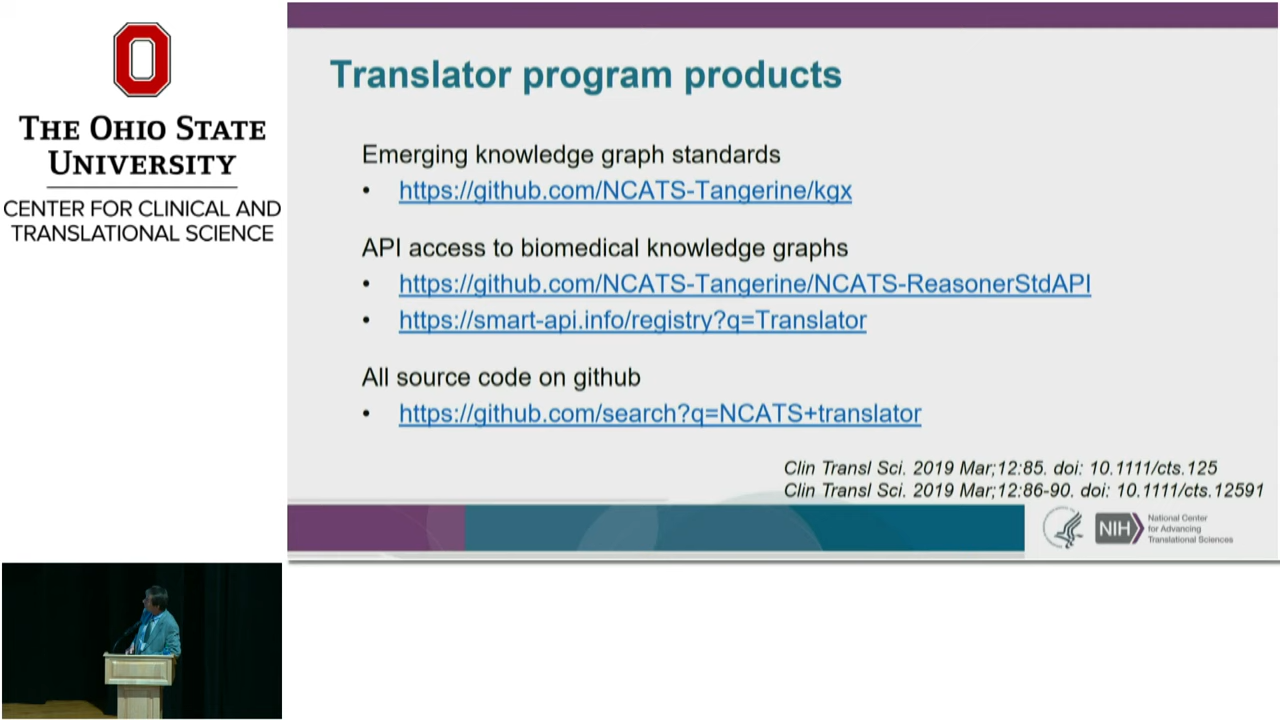 THE OHIO STATE
UNIVERSITY
CENTER FOR CLINICAL AND
TRANSLATIONAL SCIENCE
Translator program products
Emerging knowledge graph standards
• https://github.com/NCATS-Tangerine/kgx
API access to biomedical knowledge graphs
• https://github.com/NCATS-Tangerine/NCATS-ReasonerStdAPI
• https://smart-api.info/registry?q=Translator
All source code on github
• https://github.com/search?q=NCATS+translator
Clin Transl Sci. 2019 Mar;12:85. doi: 10.1111/cts.125
Clin Transl Sci. 2019 Mar;12:86-90. doi: 10.1111/cts.12591
NIH
National Center
for Advancing
Translational Sciences